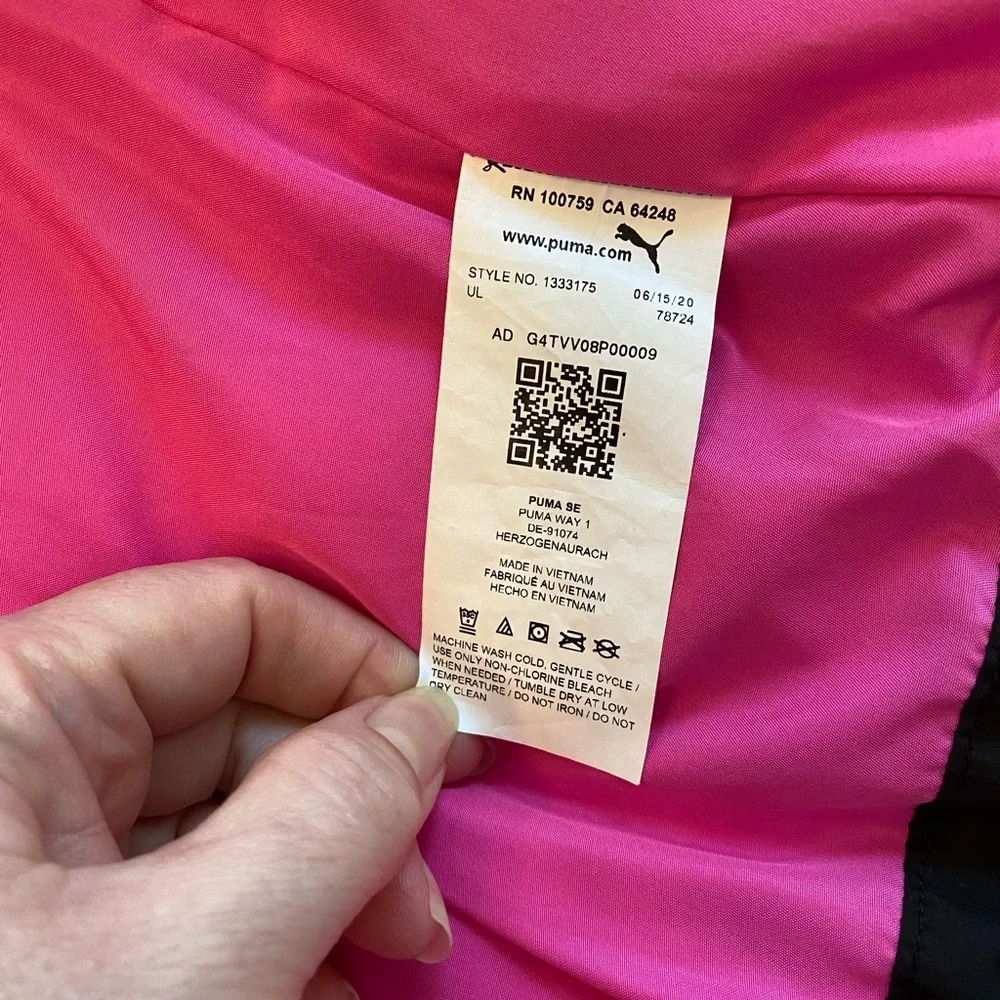 RN 100759 CA 64248
www.puma.com
STYLE NO. 1333175 06/15/20
UL 78724
AD G4TVV08P00009
PUMA SE
PUMA WAY 1
DE-91074
HERZOGENAURACH
MADE IN VIETNAM
FABRIQUÉ AU VIETNAM
HECHO EN VIETNAM
MACHINE WASH COLD, GENTLE CYCLE /
USE ONLY NON-CHLORINE BLEACH
WHEN NEEDED / TUMBLE DRY AT LOW
TEMPERATURE / DO NOT IRON / DO NOT
DRY CLEAN